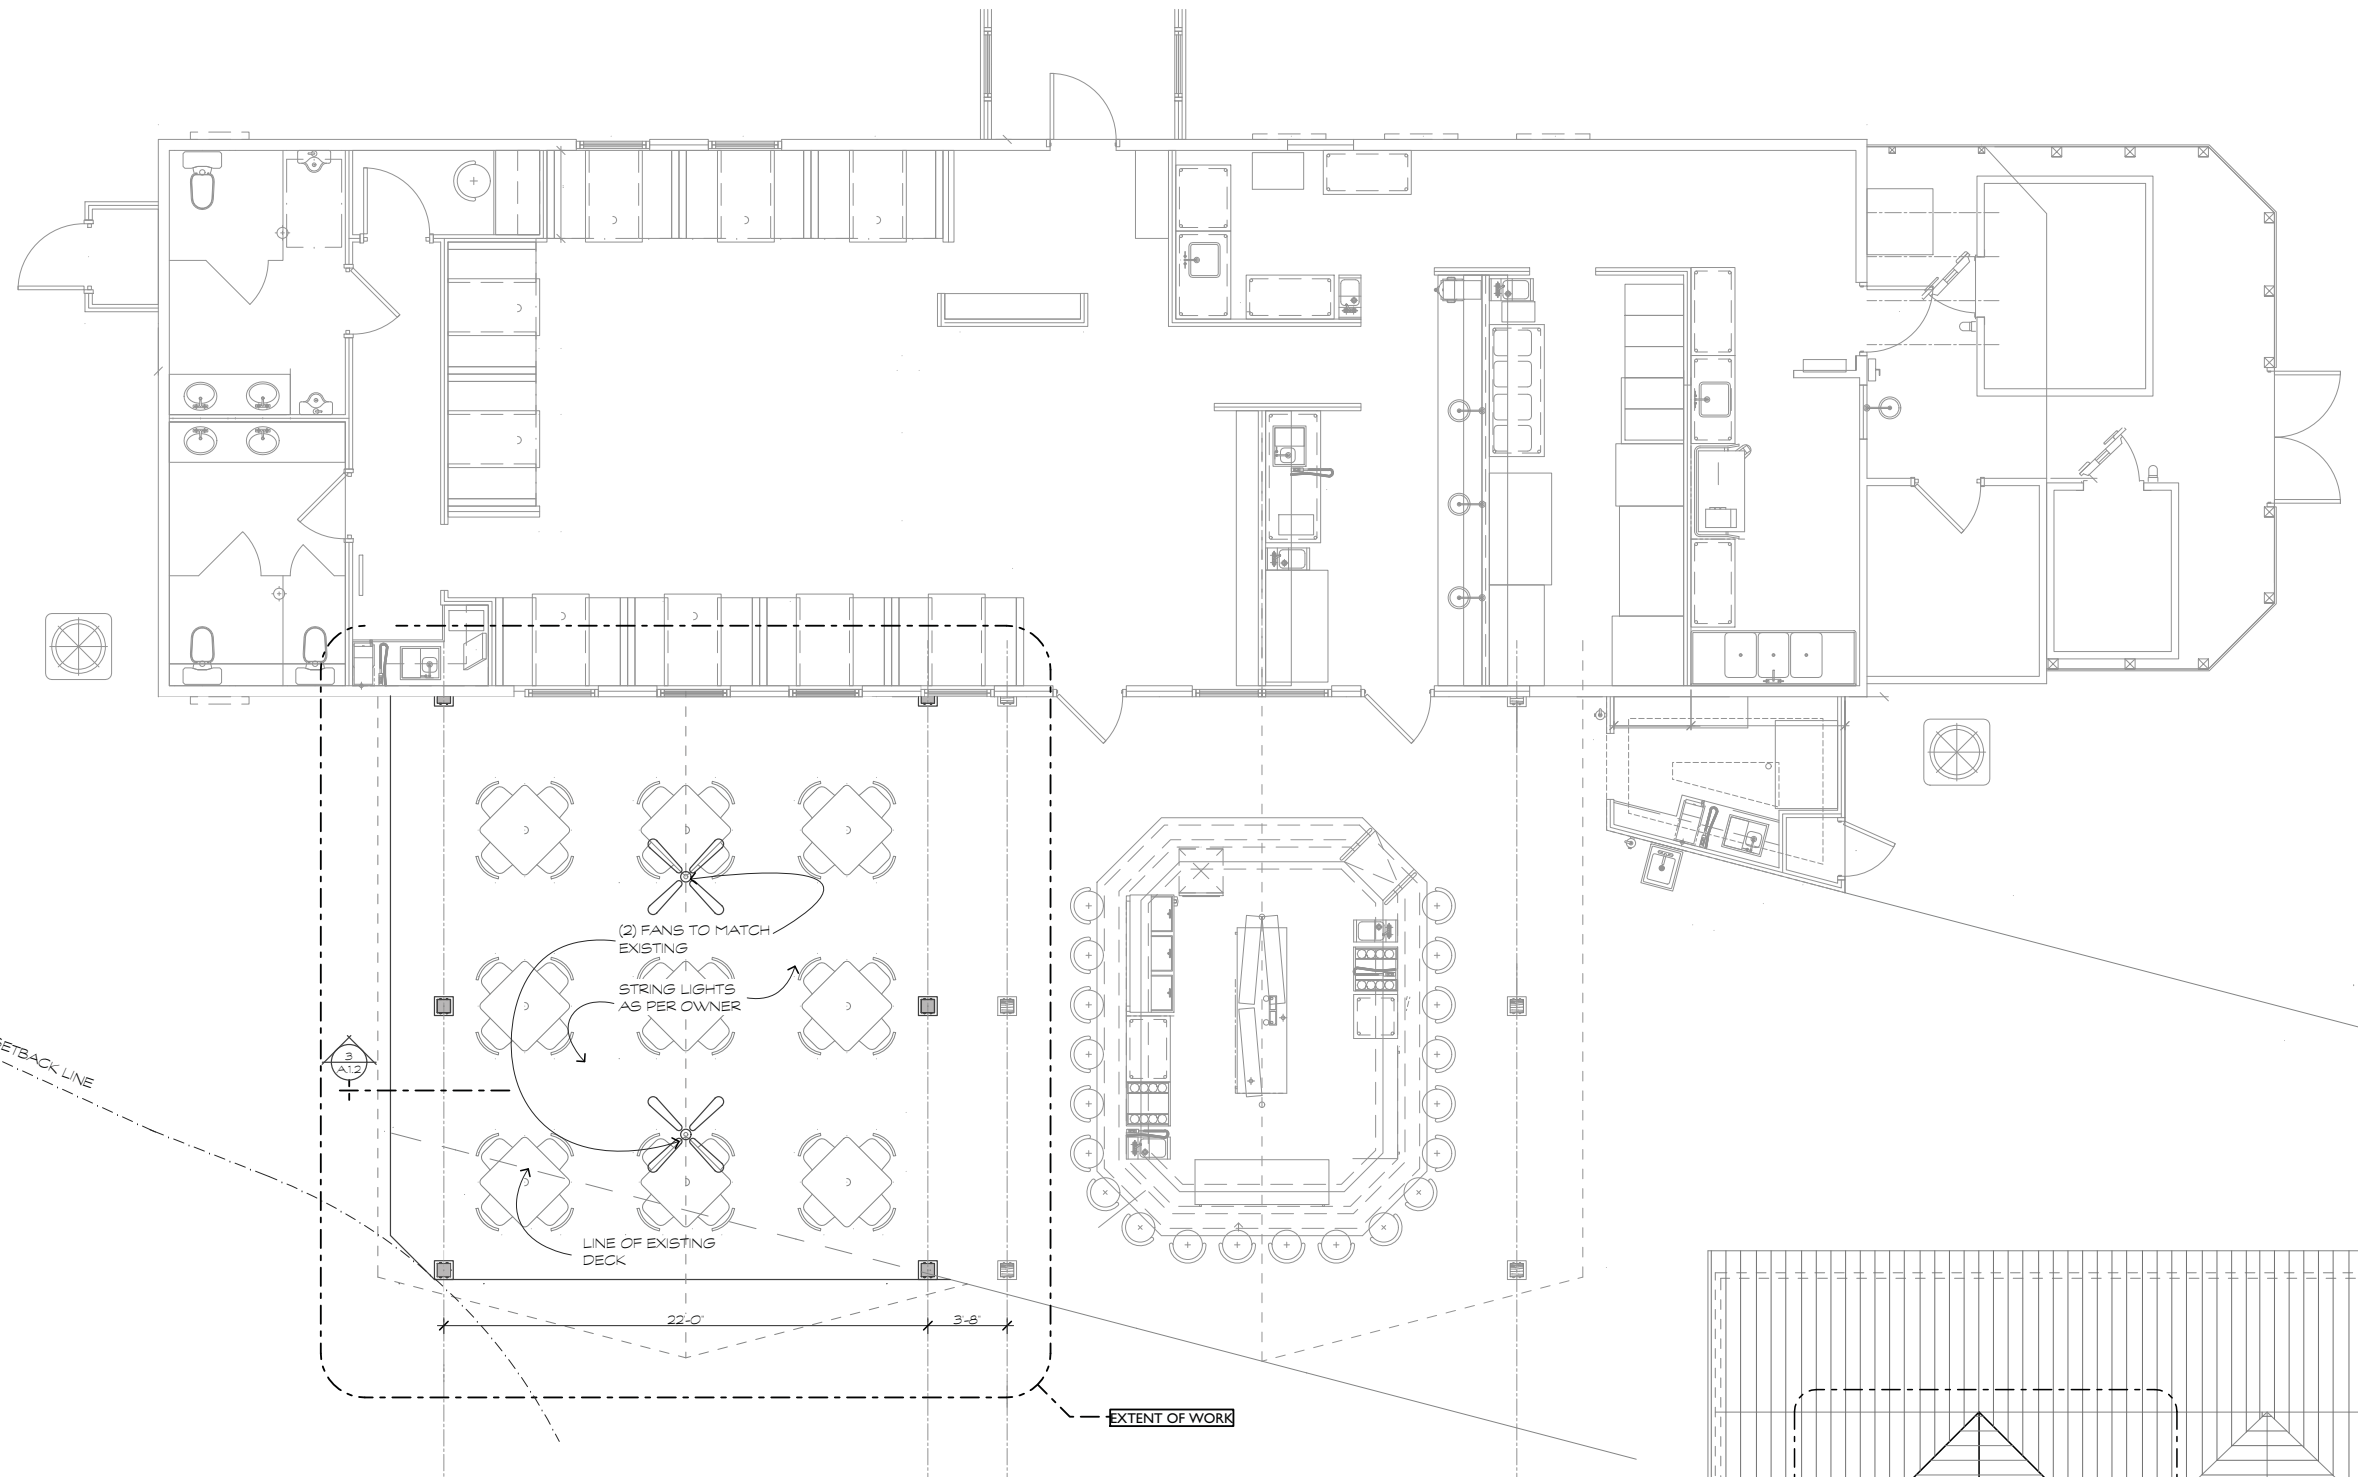 (2) FANS TO MATCH
EXISTING
STRING LIGHTS
AS PER OWNER
3
A1.2
SETBACK LINE
LINE OF EXISTING
DECK
22'-0"
3'-8"
EXTENT OF WORK